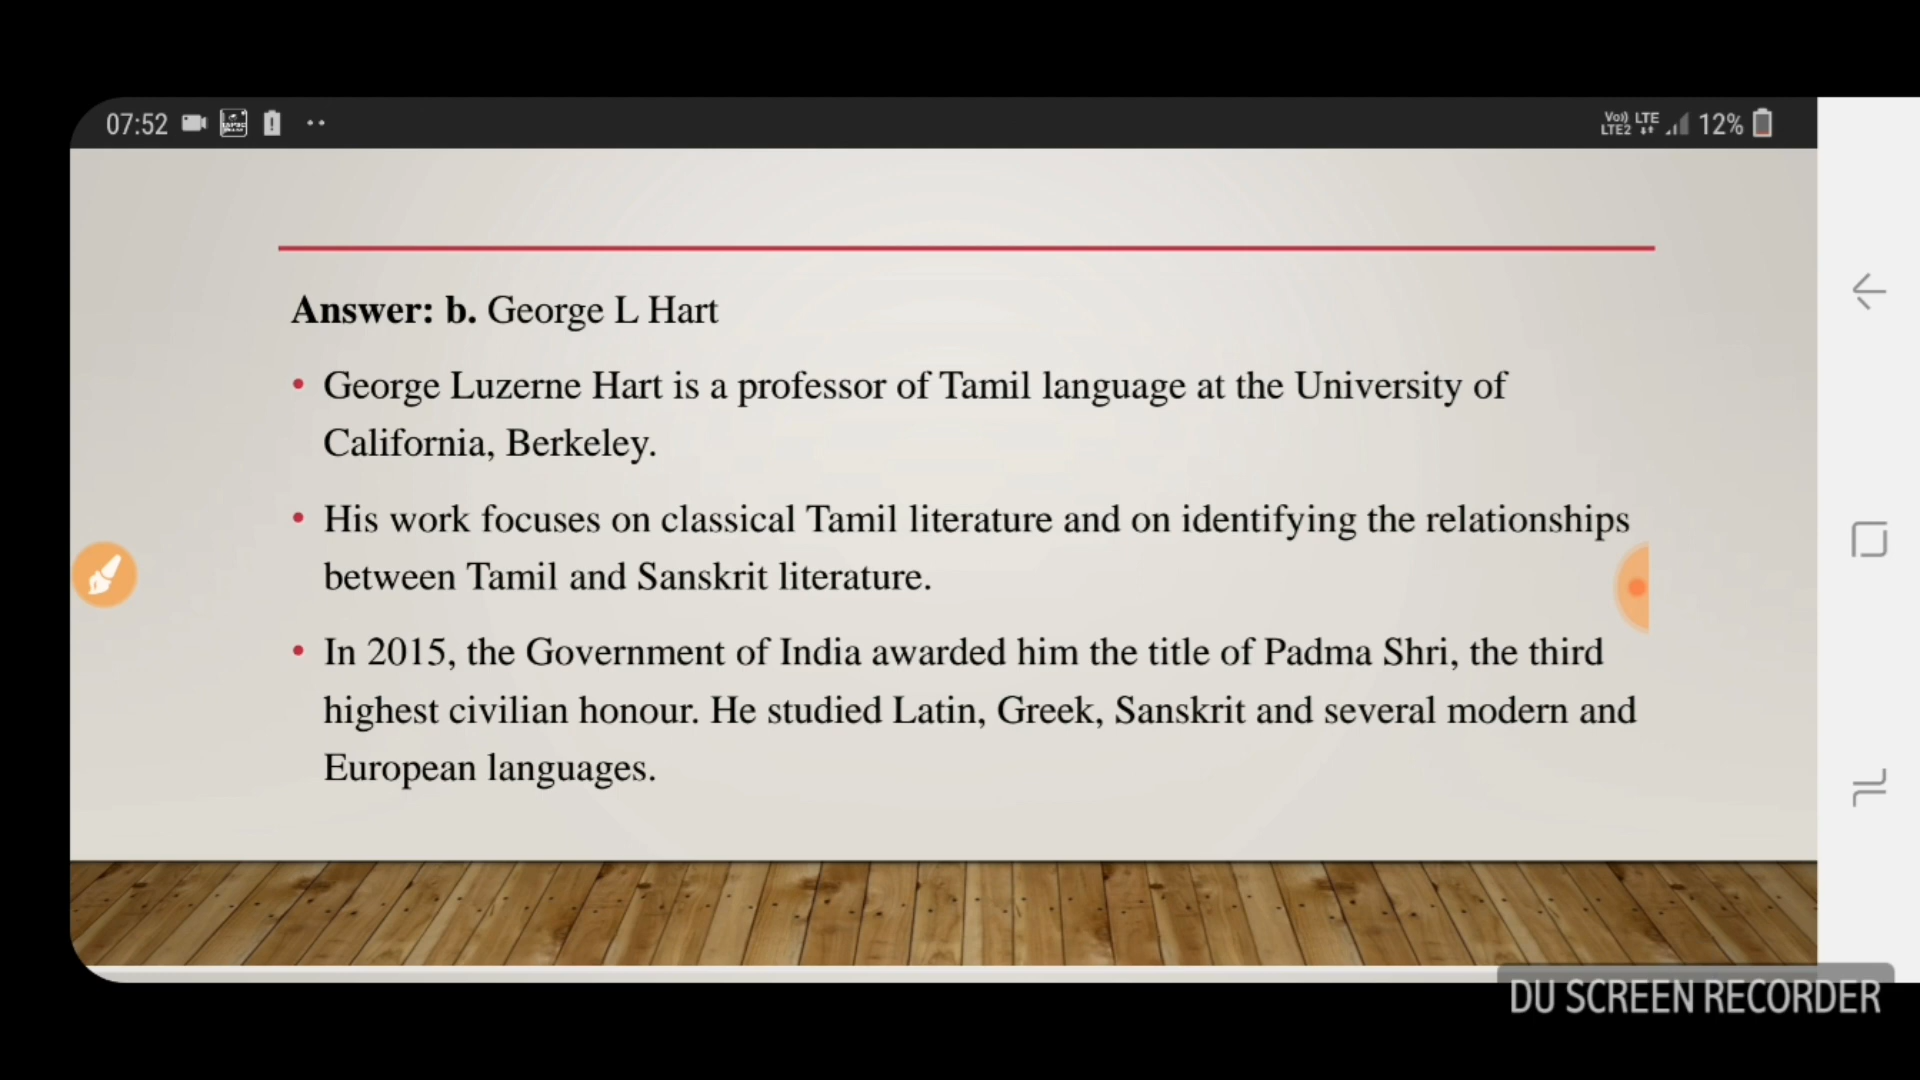 07:52
Vo)) LTE
LTE2
12%
Answer: b. George L Hart
• George Luzerne Hart is a professor of Tamil language at the University of
California, Berkeley.
• His work focuses on classical Tamil literature and on identifying the relationships
between Tamil and Sanskrit literature.
• In 2015, the Government of India awarded him the title of Padma Shri, the third
highest civilian honour. He studied Latin, Greek, Sanskrit and several modern and
European languages.
DU SCREEN RECORDER